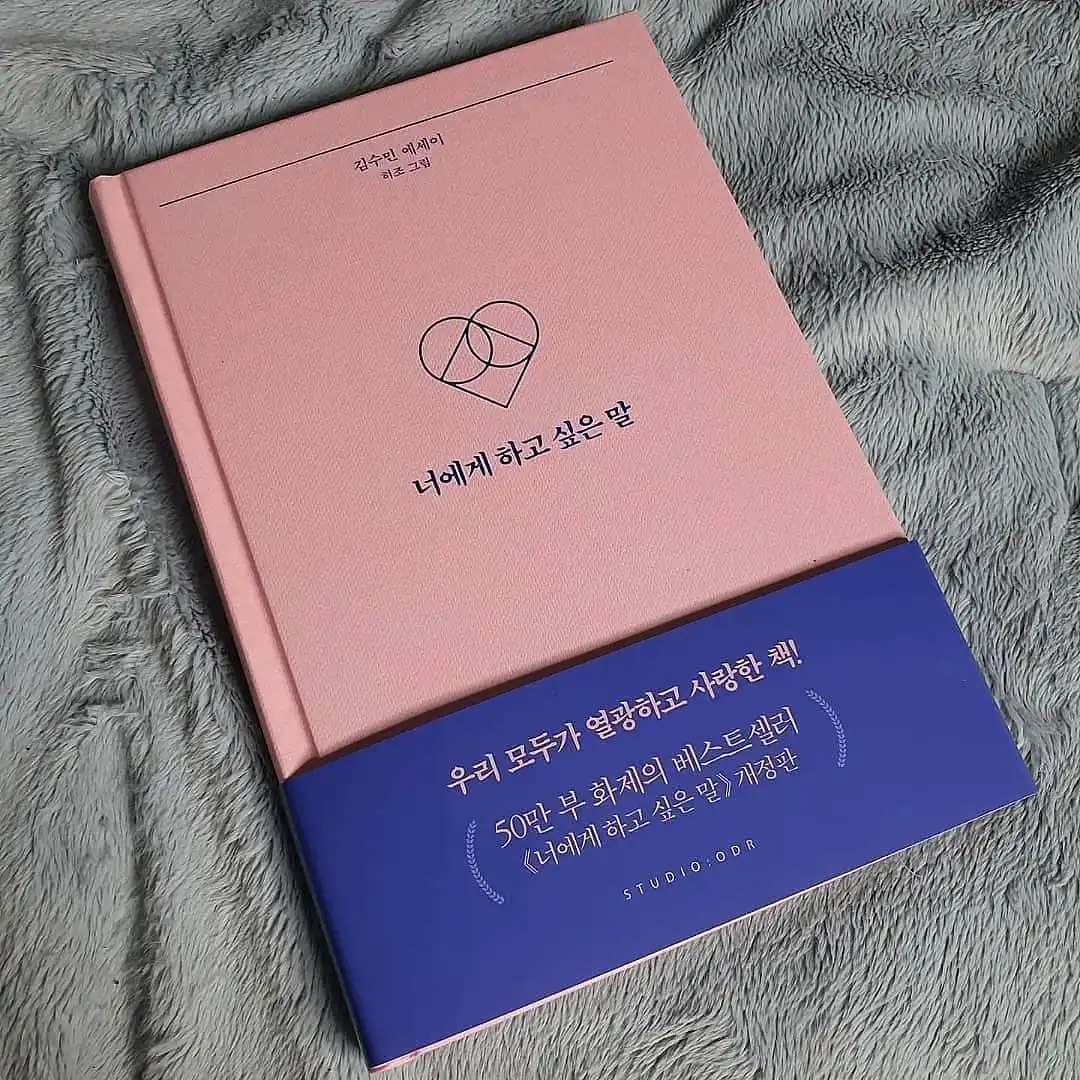 김수민 에세이
히조 그림
너에게 하고 싶은 말
우리 모두가 열광하고 사랑한 책!
50만 부 화제의 베스트셀러
《너에게 하고 싶은 말》 개정판
STUDIO:ODR